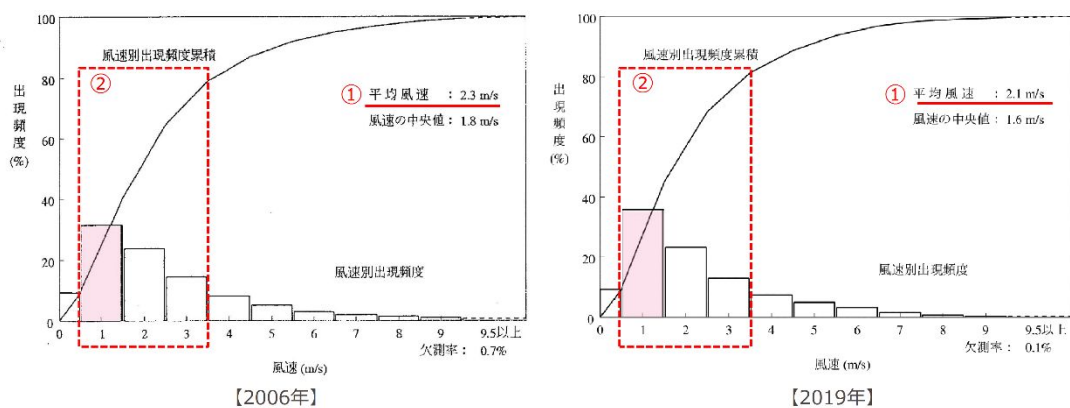 100
80
60
40
20
0
出現頻度
(%)
風速別出現頻度累積
②
① 平均風速 : 2.3 m/s
風速の中央値 : 1.8 m/s
風速別出現頻度
0 1 2 3 4 5 6 7 8 9 9.5以上
欠測率 : 0.7%
風速 (m/s)
【2006年】
100
80
60
40
20
0
出現頻度
(%)
風速別出現頻度累積
②
① 平均風速 : 2.1 m/s
風速の中央値 : 1.6 m/s
風速別出現頻度
0 1 2 3 4 5 6 7 8 9 9.5以上
欠測率 : 0.1%
風速 (m/s)
【2019年】